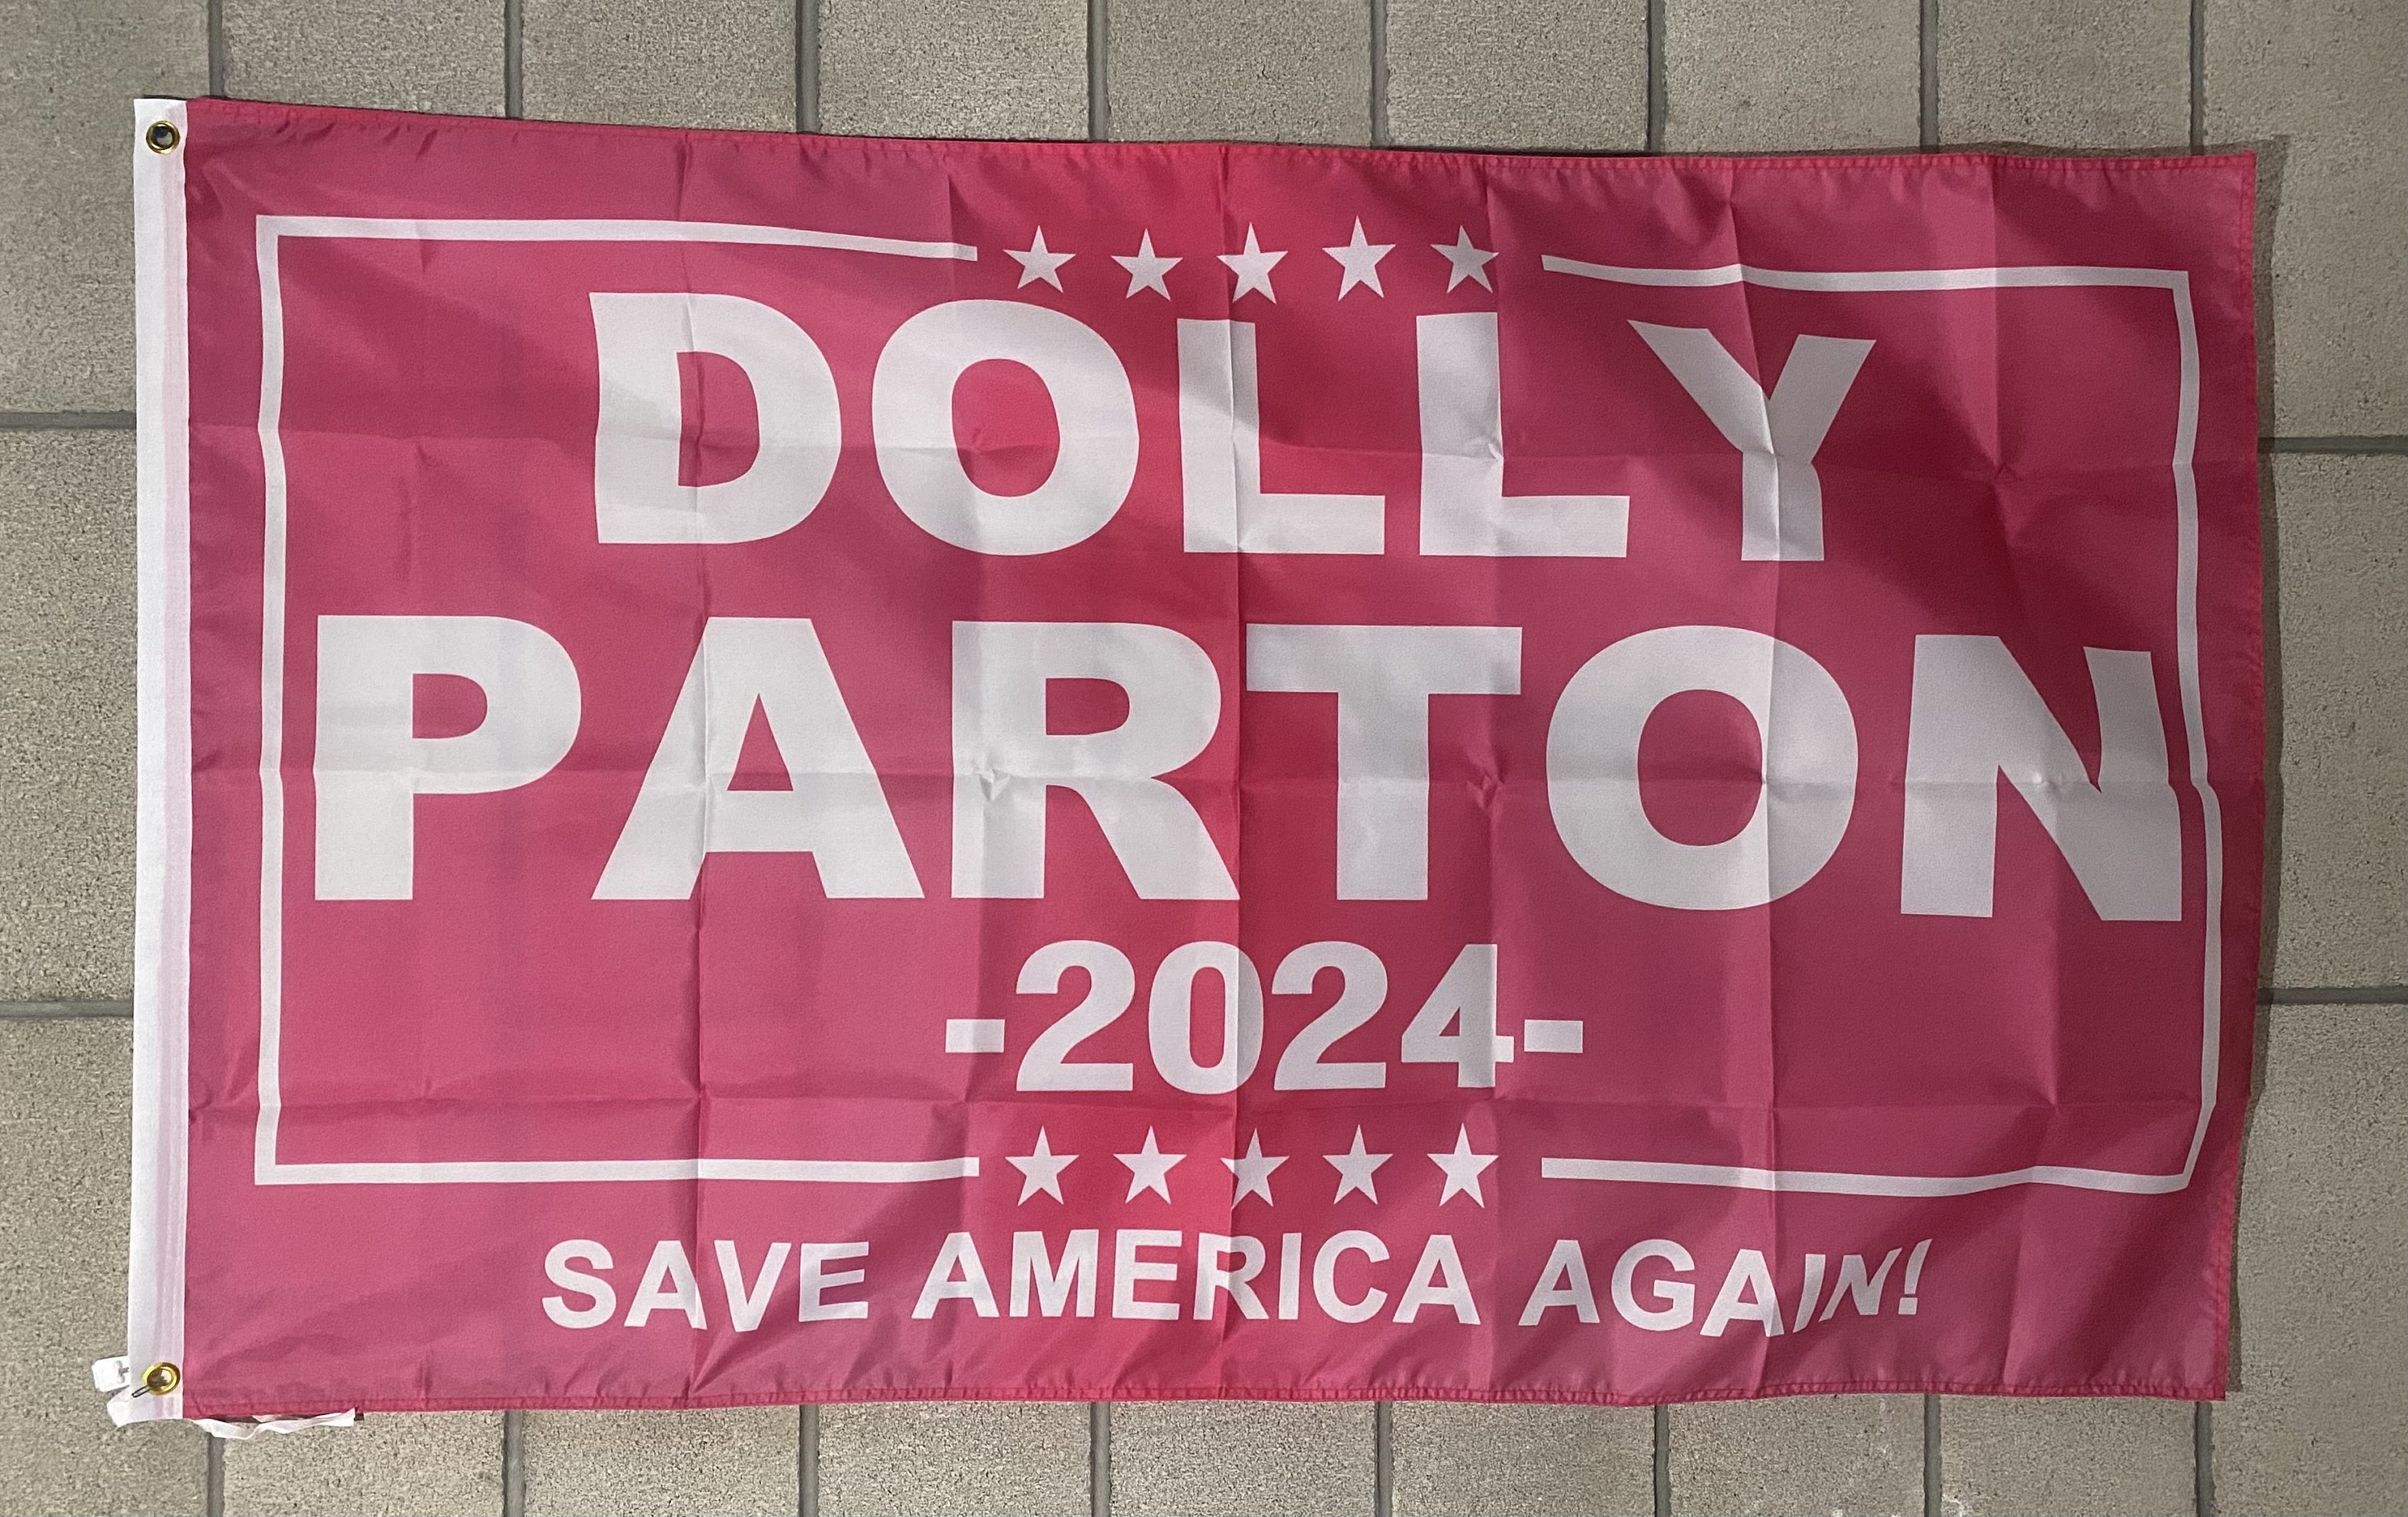 DOLLY
PARTON
-2024-
SAVE AMERICA AGAIN!